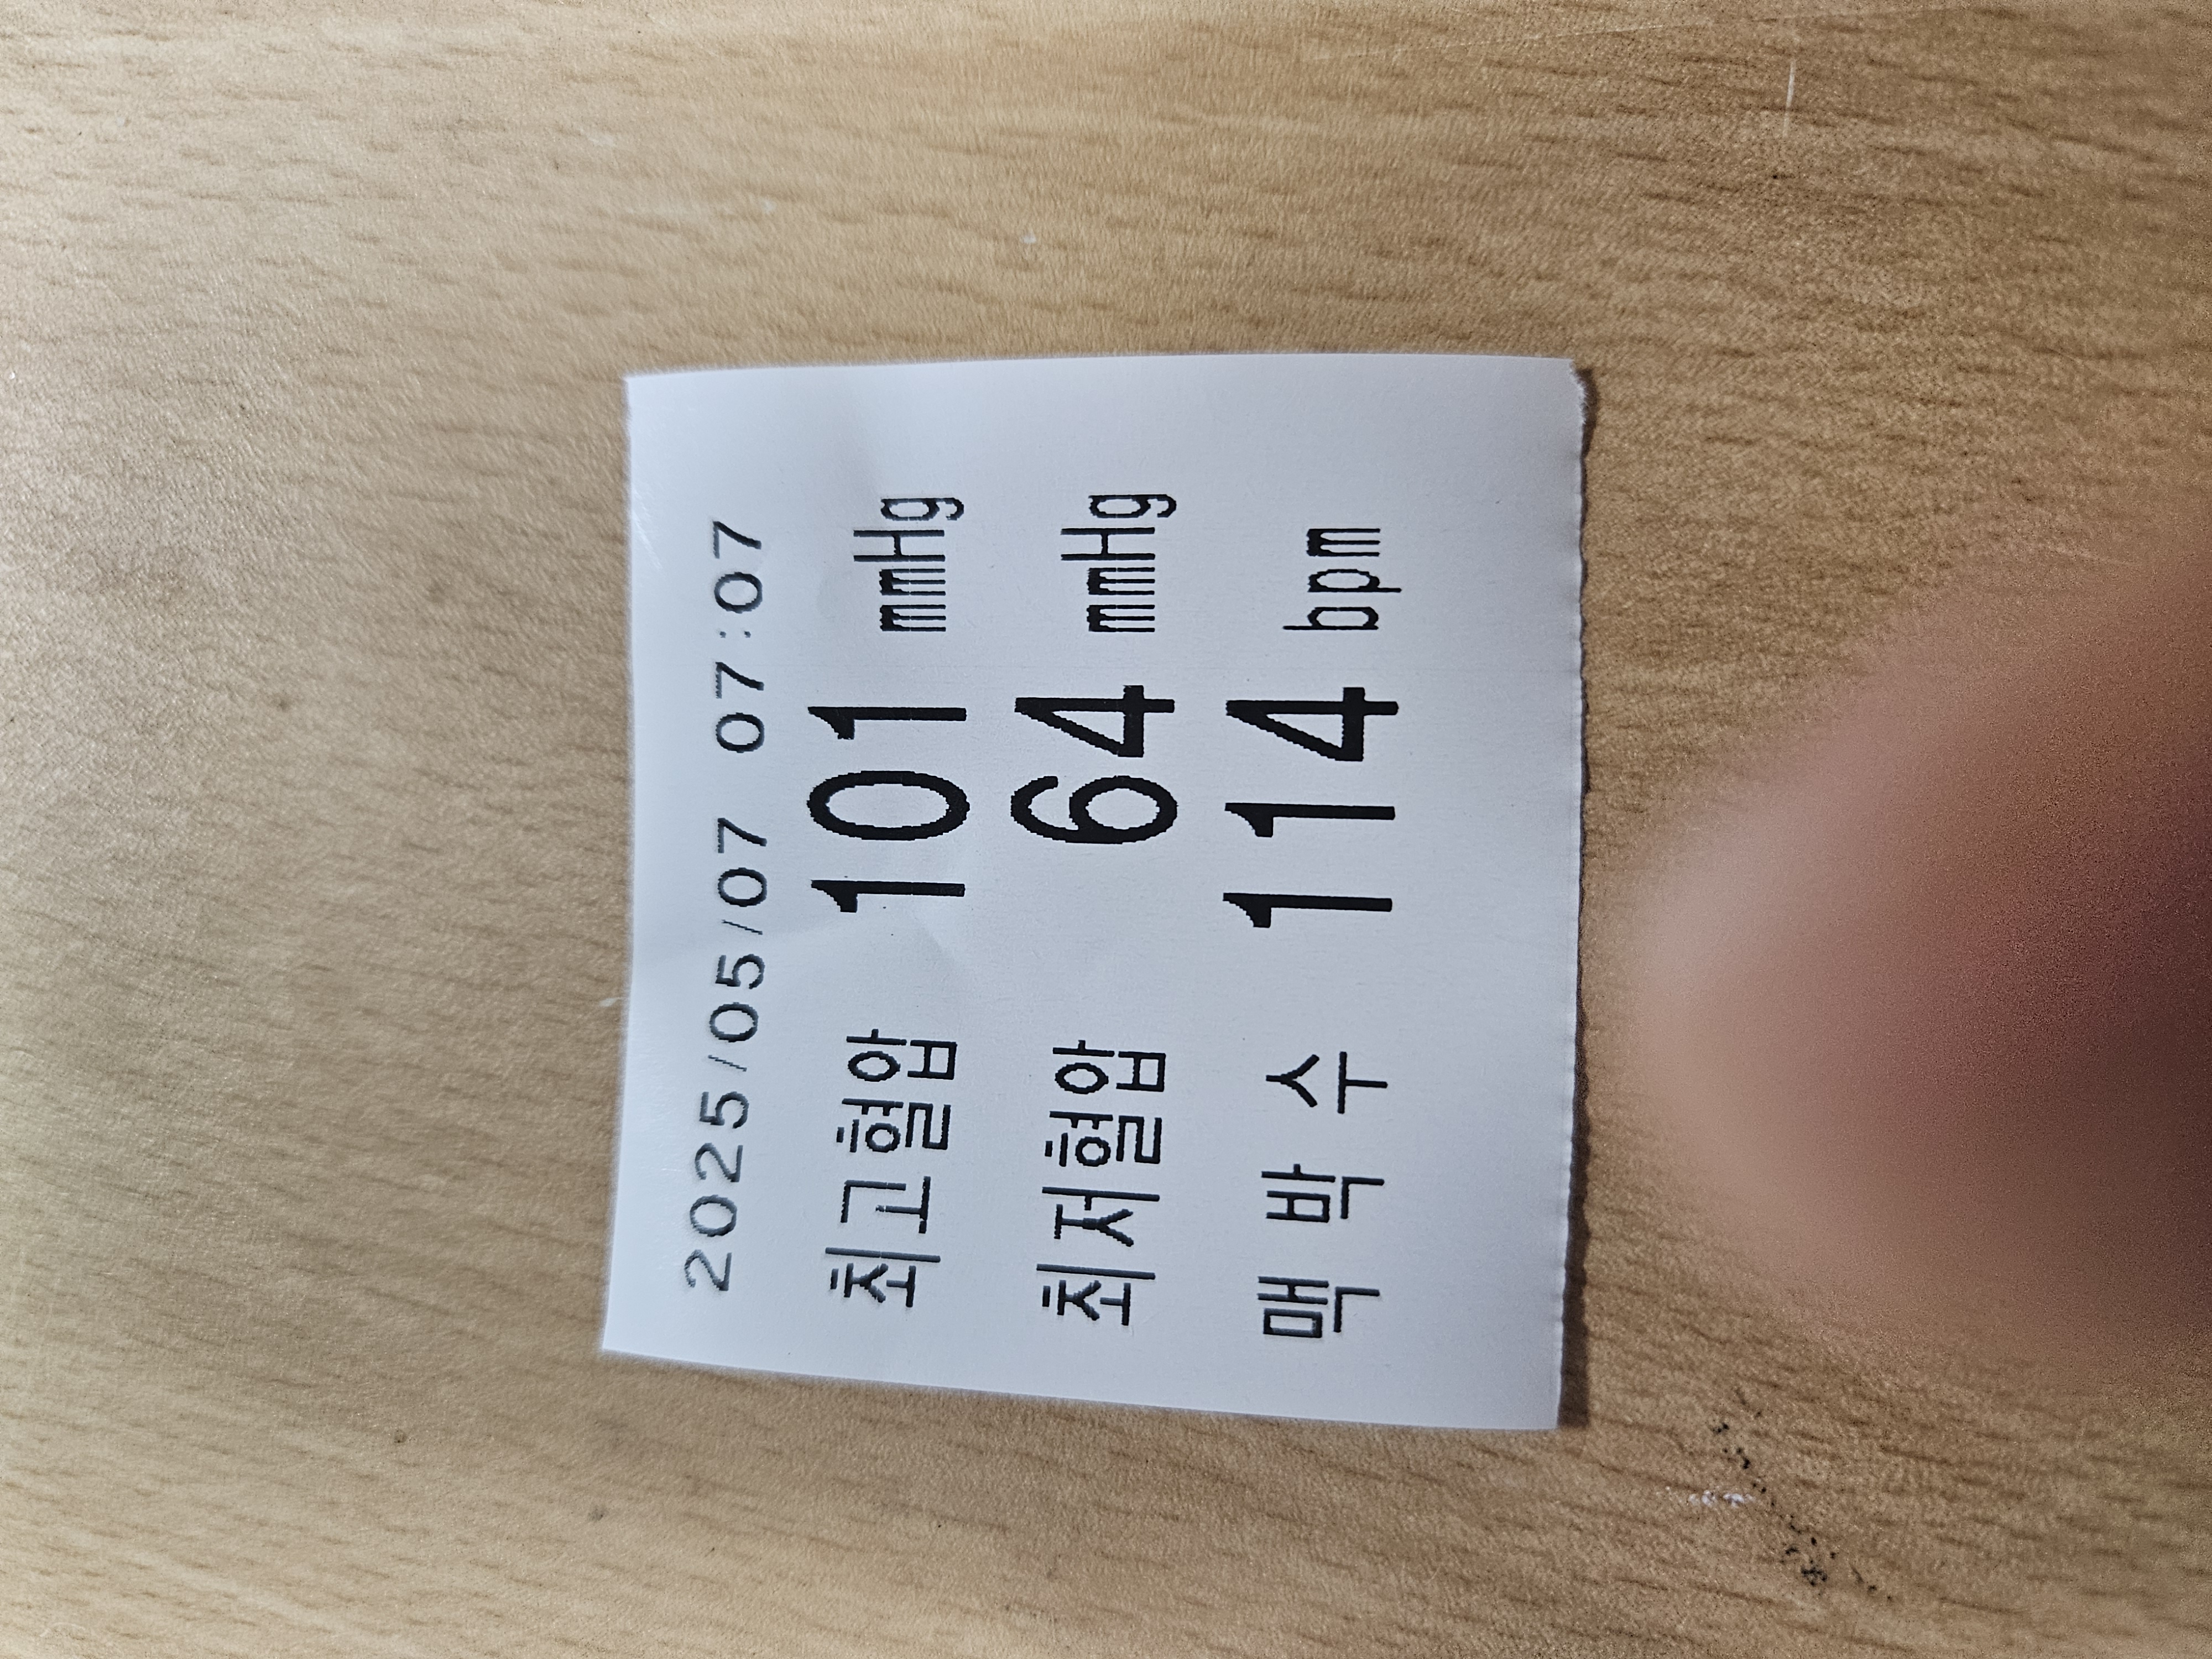 2025/05/07 07:07
최고혈압 101 mmHg
최저혈압 64 mmHg
맥 박 수 114 bpm